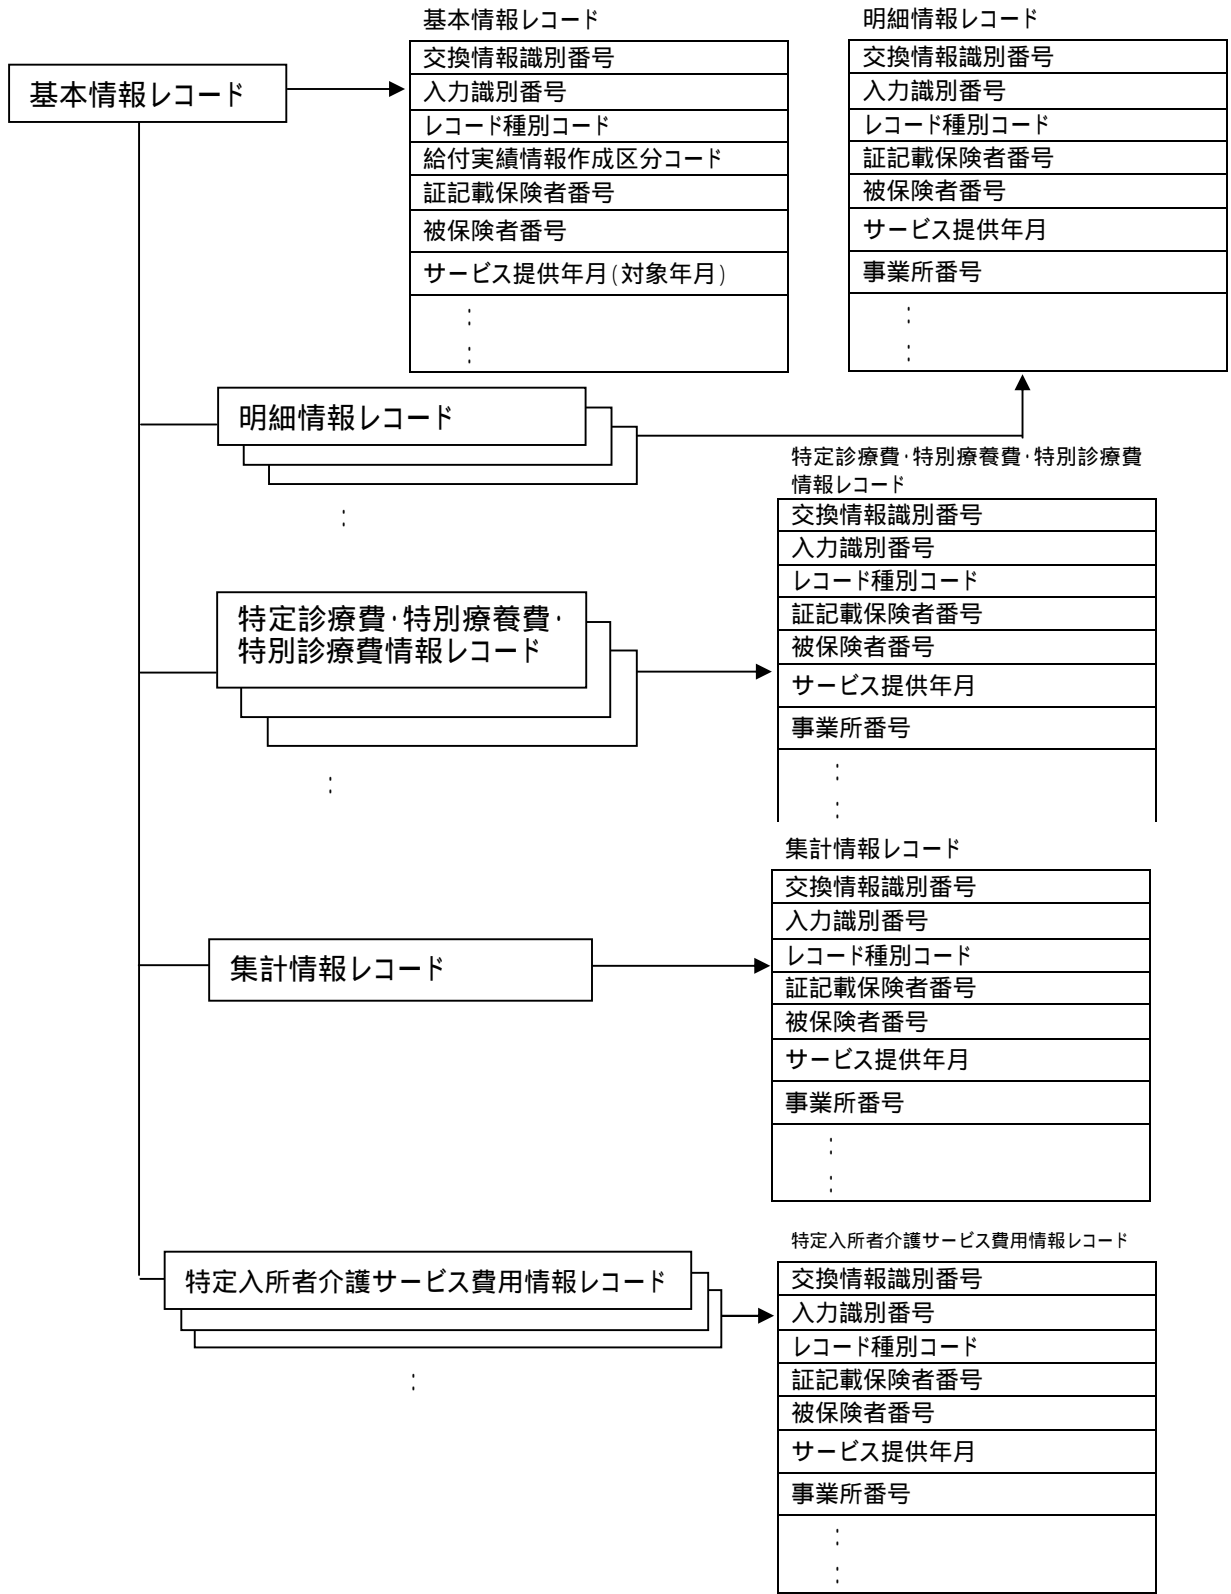 基本情報レコード
基本情報レコード
交換情報識別番号
入力識別番号
レコード種別コード
給付実績情報作成区分コード
証記載保険者番号
被保険者番号
サービス提供年月(対象年月)
:
:
明細情報レコード
交換情報識別番号
入力識別番号
レコード種別コード
証記載保険者番号
被保険者番号
サービス提供年月
事業所番号
:
:
明細情報レコード
:
特定診療費・特別療養費・特別診療費
情報レコード
交換情報識別番号
入力識別番号
レコード種別コード
証記載保険者番号
被保険者番号
サービス提供年月
事業所番号
:
:
特定診療費・特別療養費・
特別診療費情報レコード
:
集計情報レコード
交換情報識別番号
入力識別番号
レコード種別コード
証記載保険者番号
被保険者番号
サービス提供年月
事業所番号
:
:
集計情報レコード
特定入所者介護サービス費用情報レコード
交換情報識別番号
入力識別番号
レコード種別コード
証記載保険者番号
被保険者番号
サービス提供年月
事業所番号
:
:
特定入所者介護サービス費用情報レコード
: